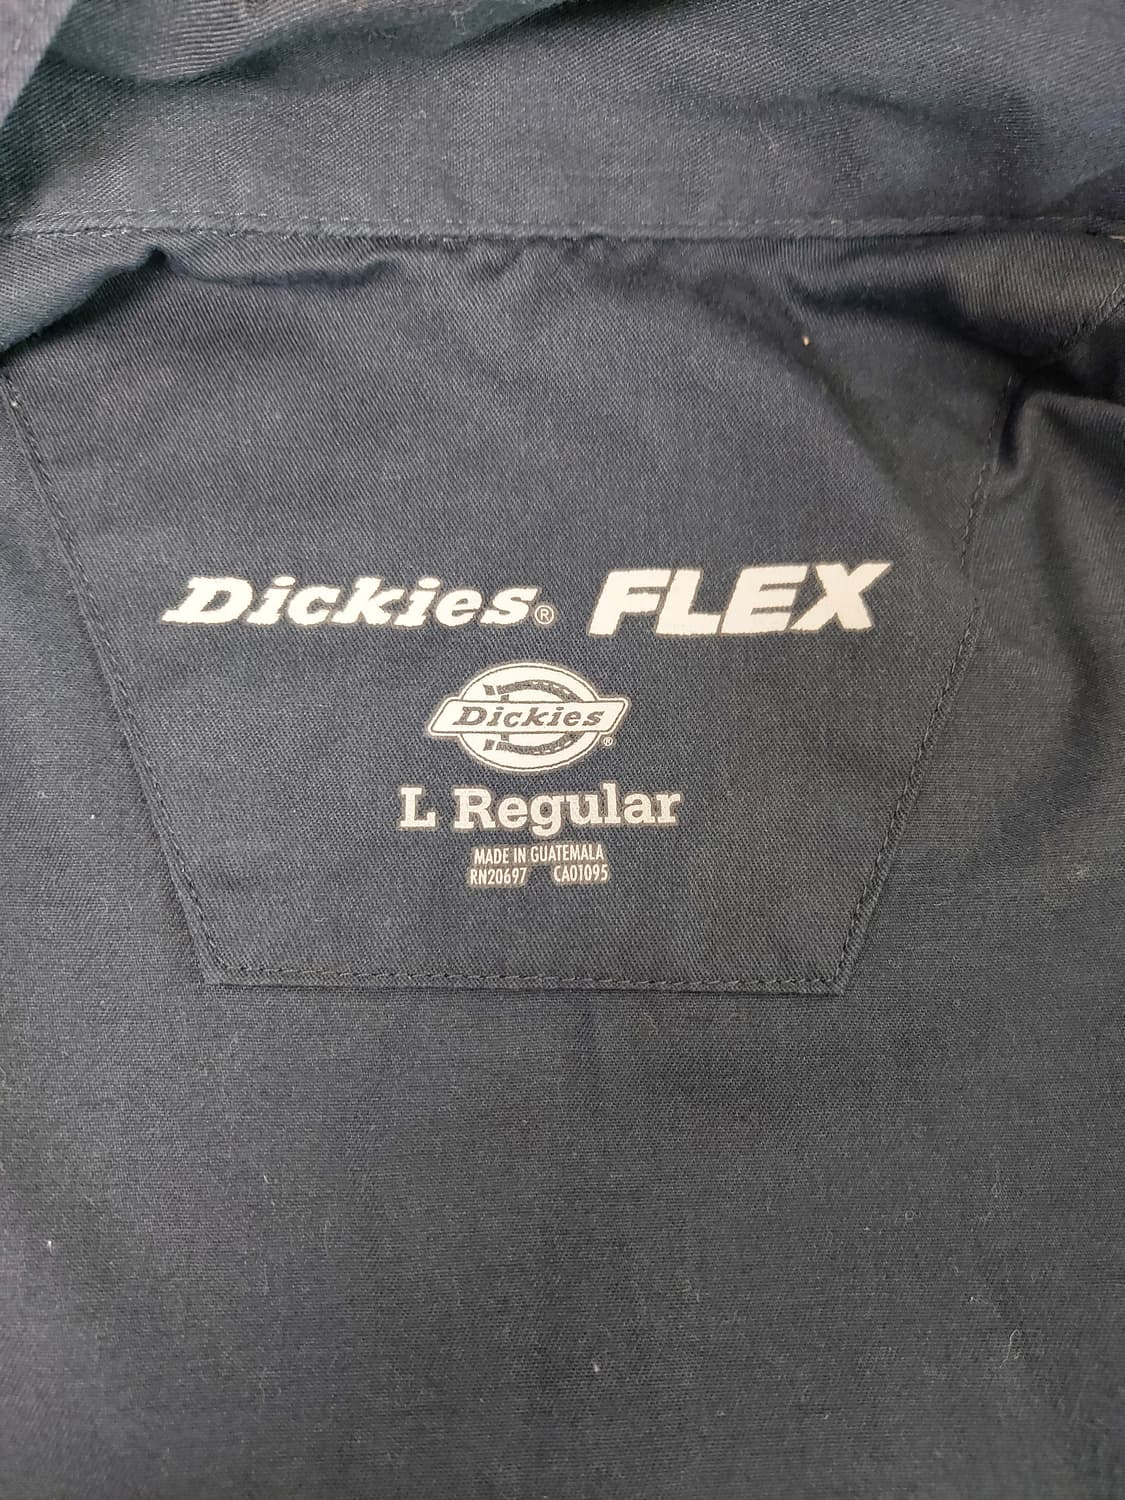 Dickies® FLEX
Dickies®
L Regular
MADE IN GUATEMALA
RN20697 CA01095